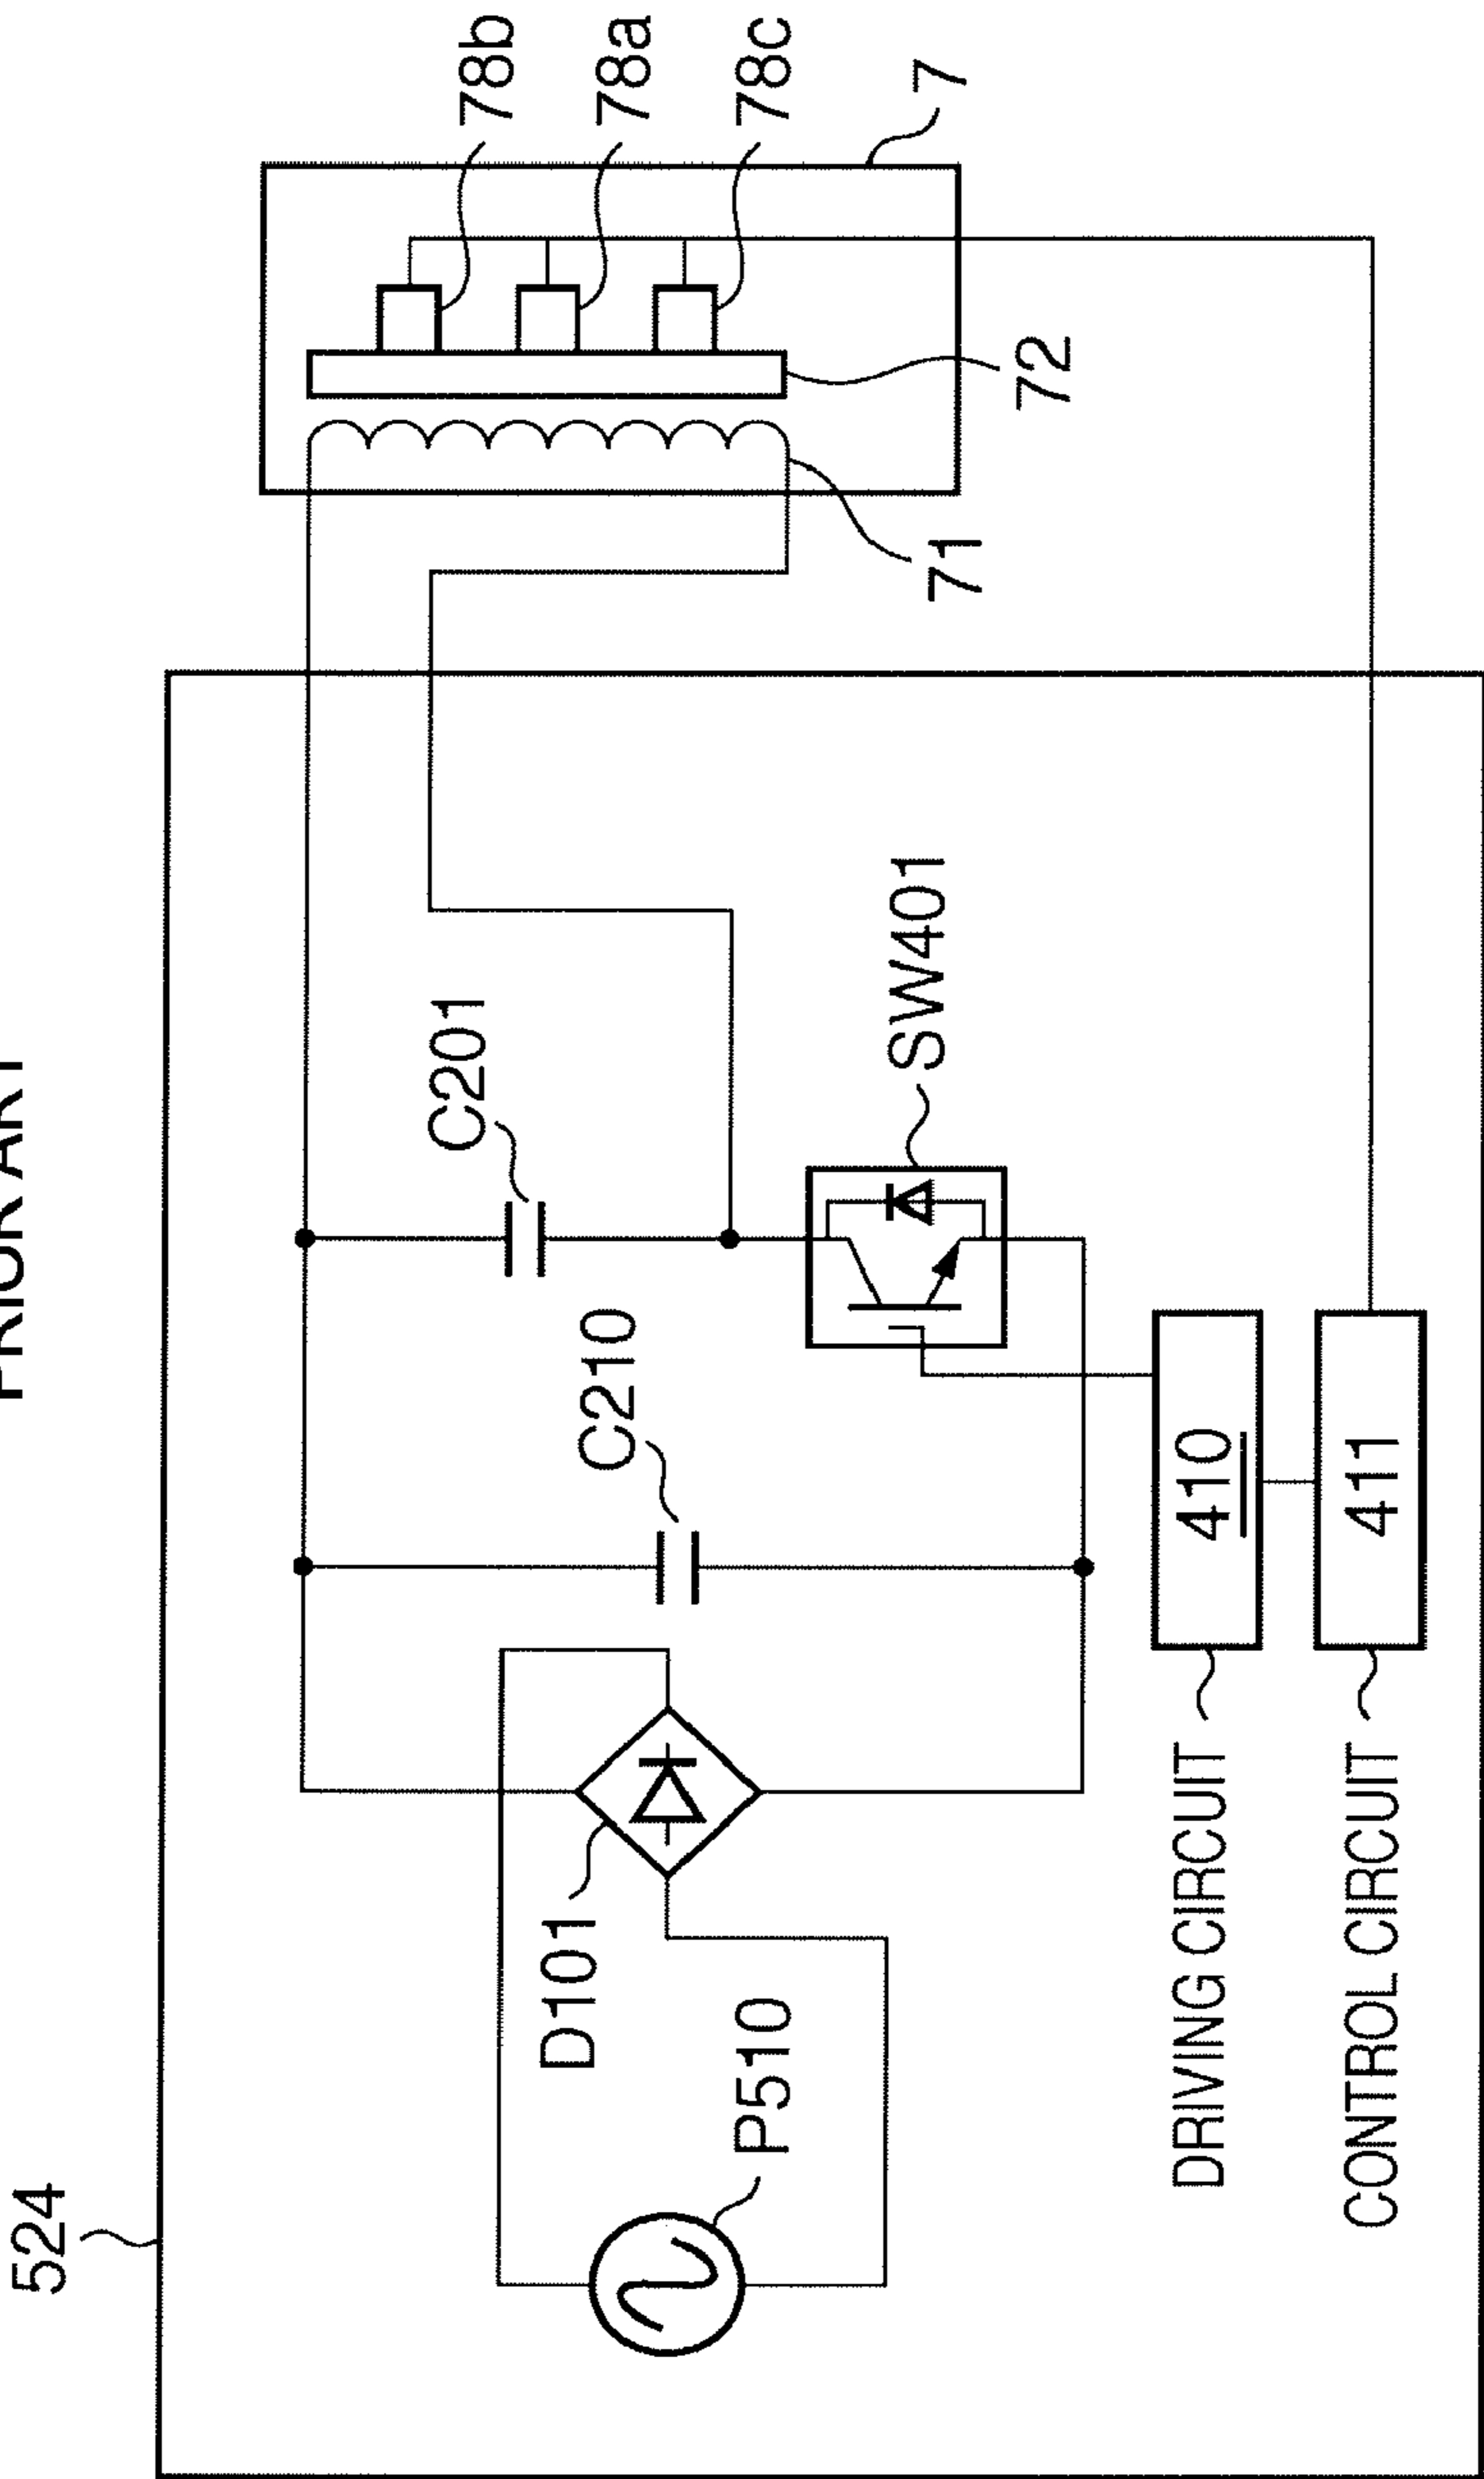 PRIOR ART
524
P510
D101
C210
C201
SW401
DRIVING CIRCUIT
410
CONTROL CIRCUIT
411
71
72
7
78b
78a
78c